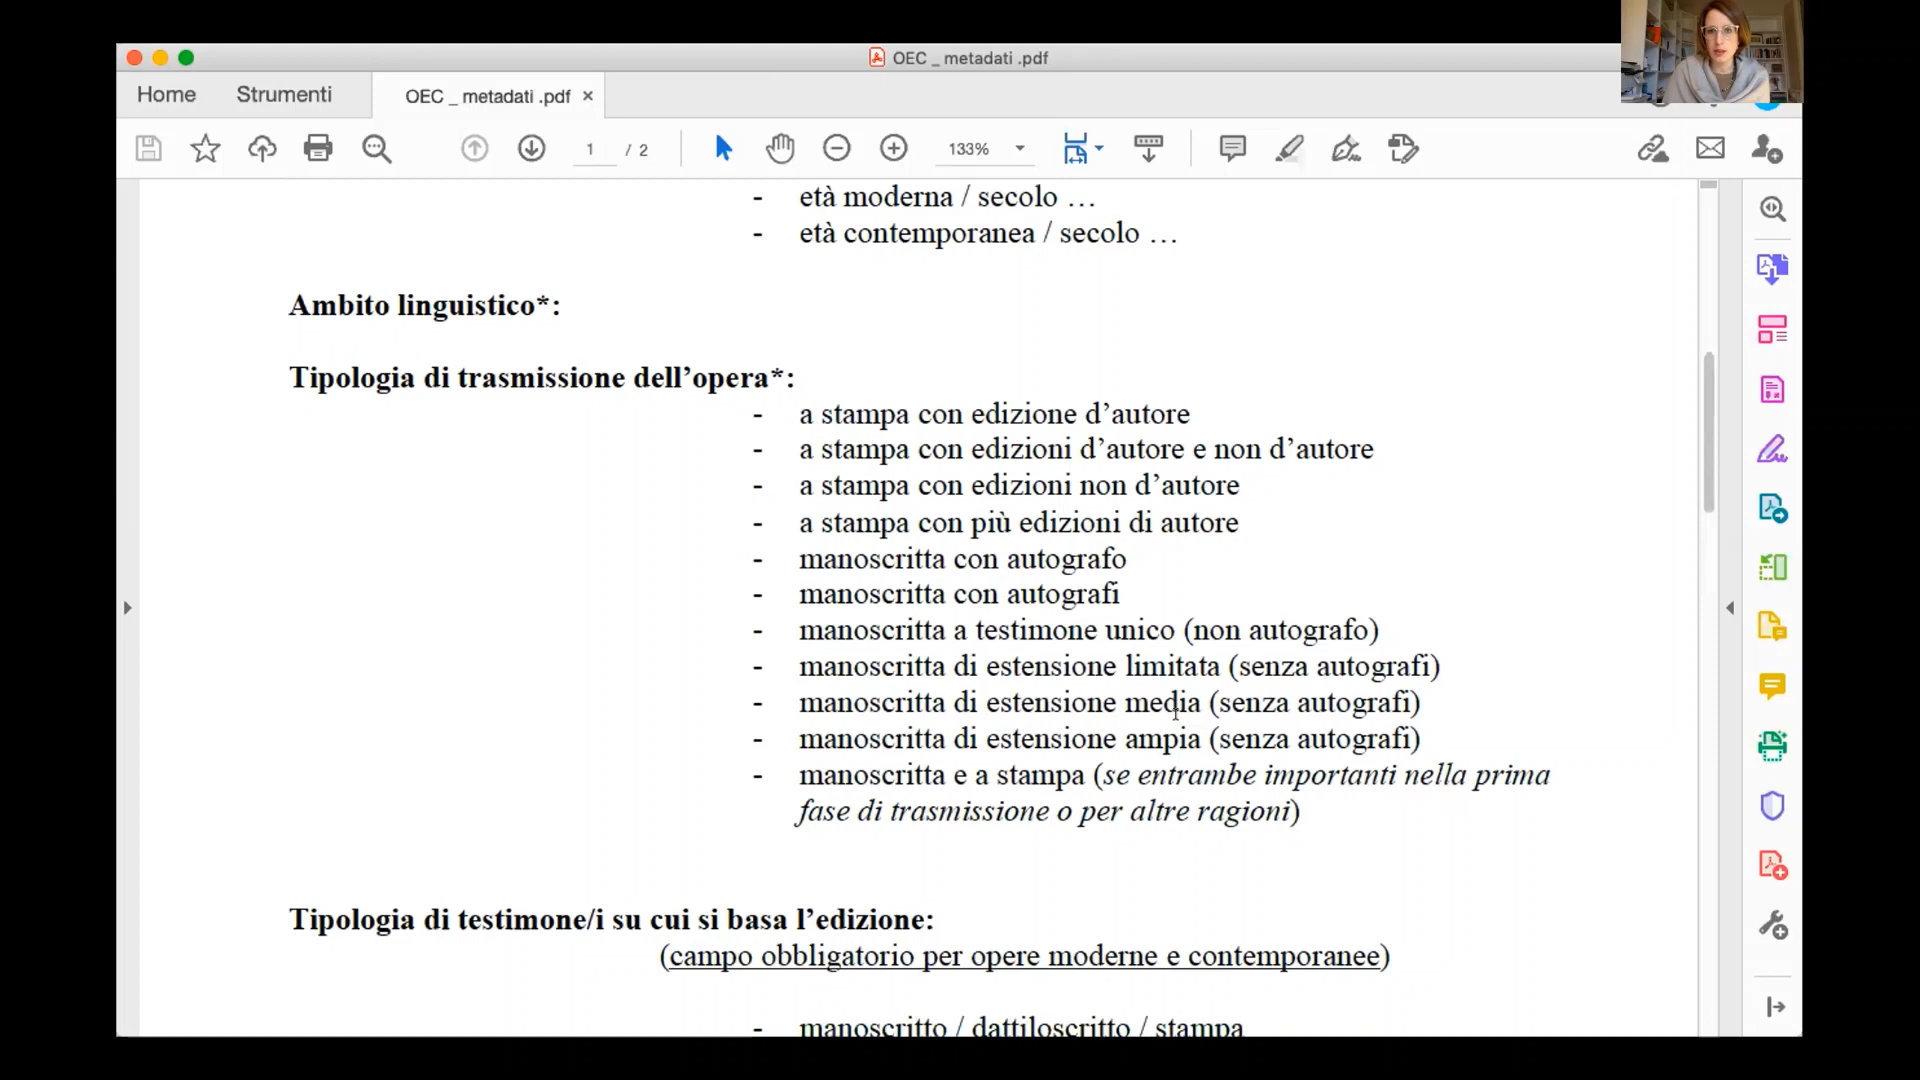 OEC _ metadati .pdf
Home
Strumenti
OEC _ metadati .pdf ×
1 / 2
133%
- età moderna / secolo …
- età contemporanea / secolo …
Ambito linguistico*:
Tipologia di trasmissione dell’opera*:
- a stampa con edizione d’autore
- a stampa con edizioni d’autore e non d’autore
- a stampa con edizioni non d’autore
- a stampa con più edizioni di autore
- manoscritta con autografo
- manoscritta con autografi
- manoscritta a testimone unico (non autografo)
- manoscritta di estensione limitata (senza autografi)
- manoscritta di estensione media (senza autografi)
- manoscritta di estensione ampia (senza autografi)
- manoscritta e a stampa (se entrambe importanti nella prima
fase di trasmissione o per altre ragioni)
Tipologia di testimone/i su cui si basa l’edizione:
(campo obbligatorio per opere moderne e contemporanee)
- manoscritto / dattiloscritto / stampa